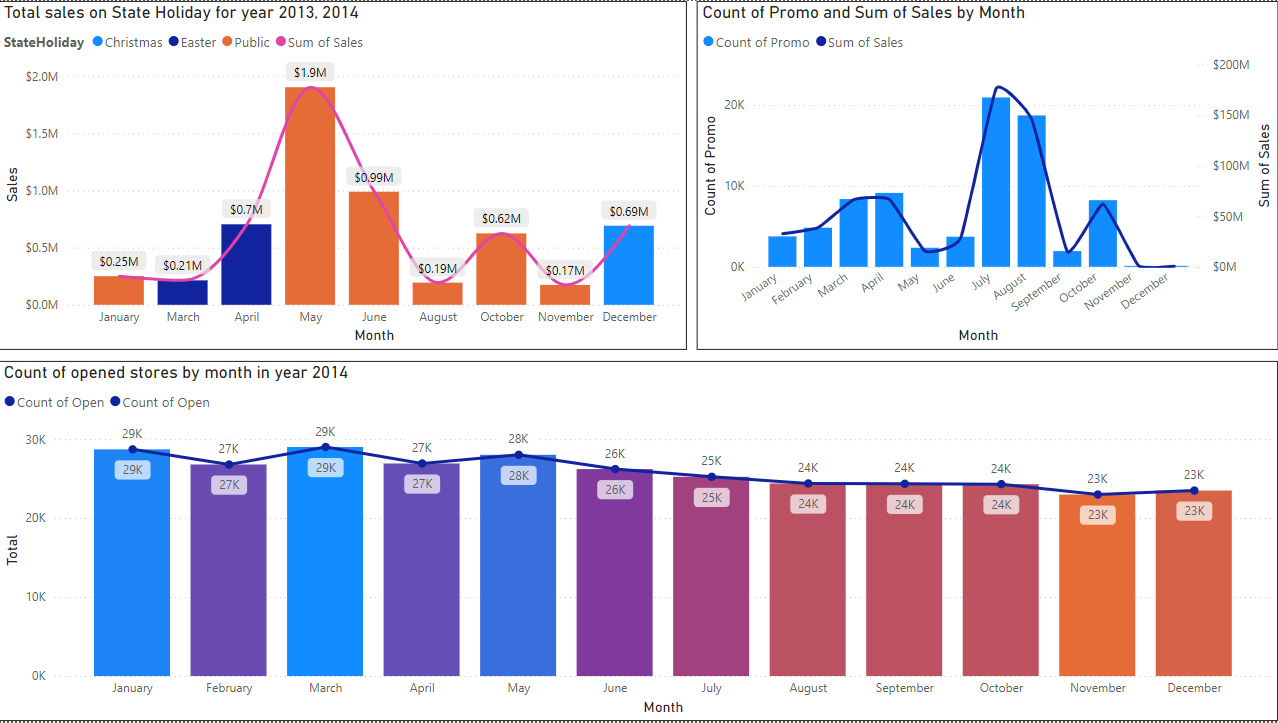 Total sales on State Holiday for year 2013, 2014
StateHoliday Christmas Easter Public Sum of Sales
$2.0M
$1.5M
$1.0M
$0.5M
$0.0M
Sales
$0.25M
$0.21M
$0.7M
$1.9M
$0.99M
$0.19M
$0.62M
$0.17M
$0.69M
January March April May June August October November December
Month
Count of Promo and Sum of Sales by Month
Count of Promo Sum of Sales
20K
10K
0K
Count of Promo
$200M
$150M
$100M
$50M
$0M
Sum of Sales
January February March April May June July August September October November December
Month
Count of opened stores by month in year 2014
Count of Open Count of Open
30K
20K
10K
0K
Total
29K 27K 29K 27K 28K 26K 25K 24K 24K 24K 23K 23K
29K 27K 29K 27K 28K 26K 25K 24K 24K 24K 23K 23K
January February March April May June July August September October November December
Month